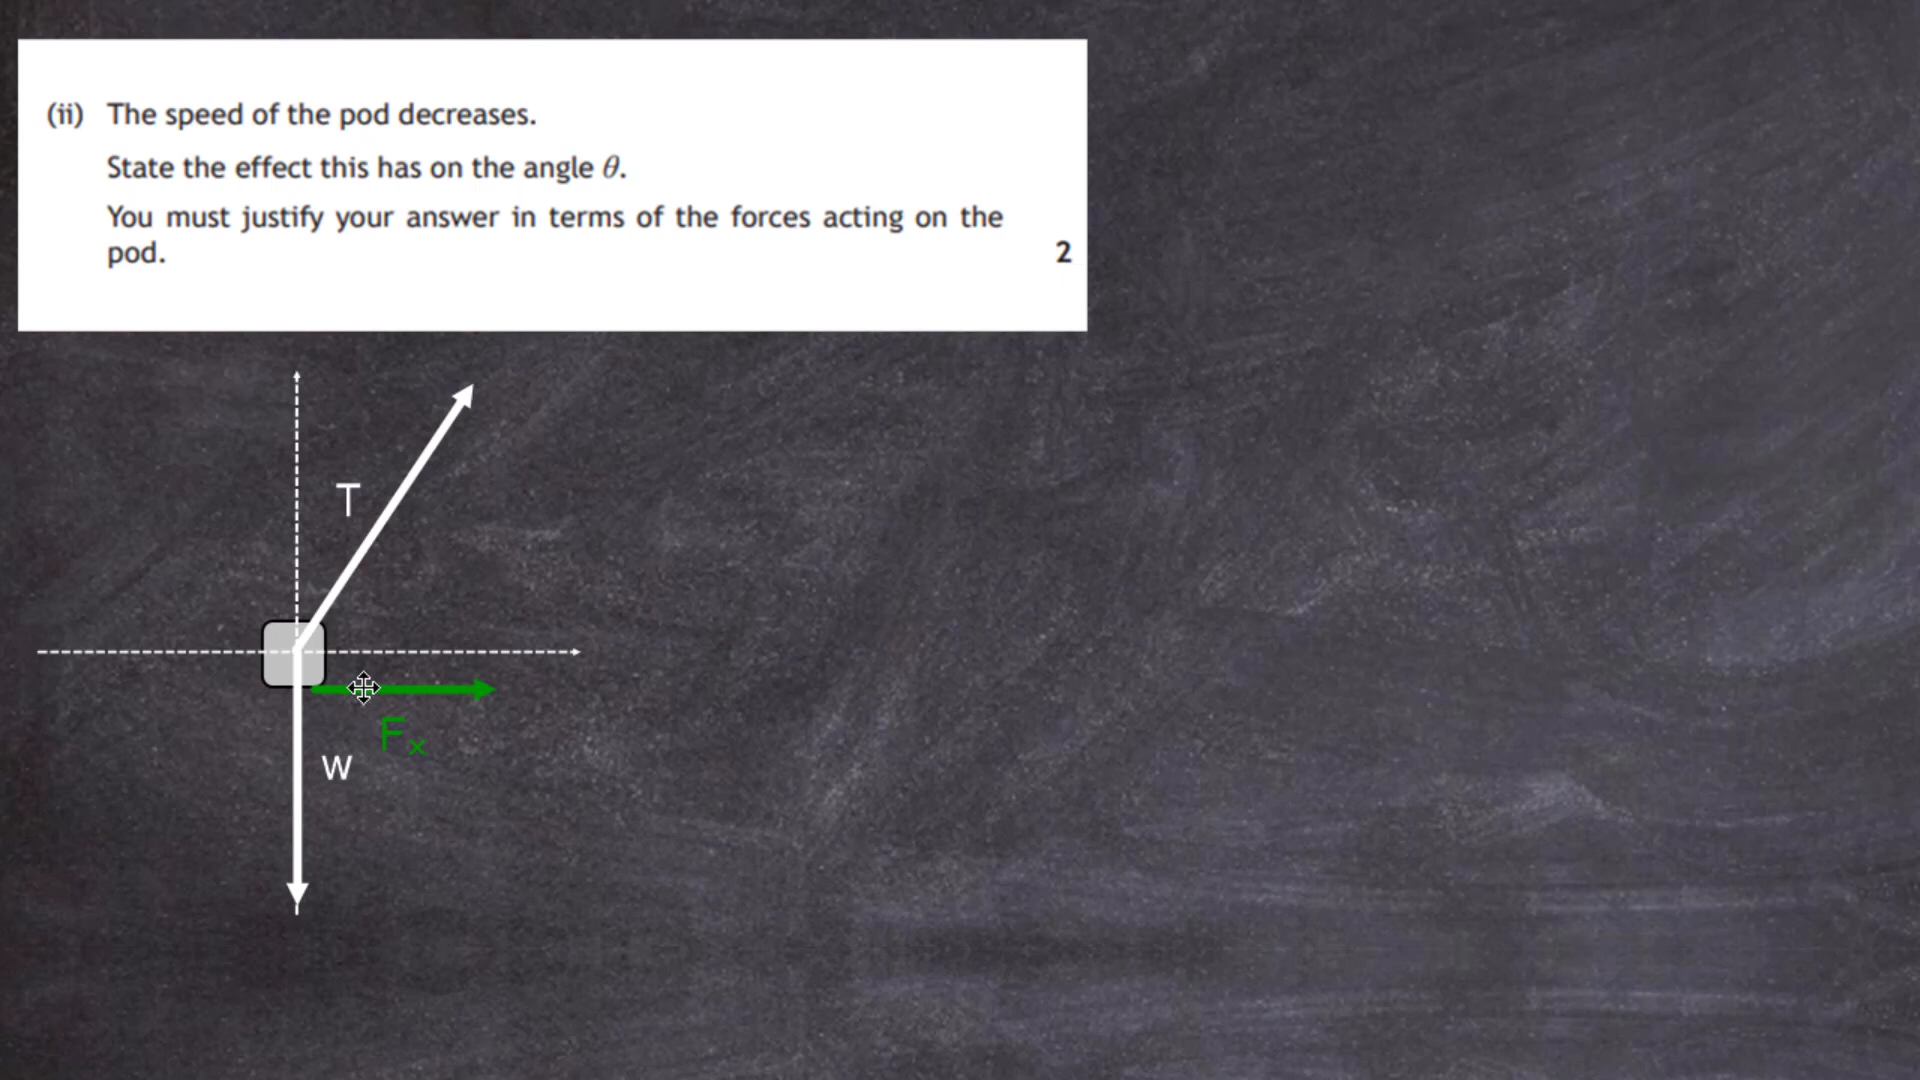 (ii) The speed of the pod decreases.
State the effect this has on the angle θ.
You must justify your answer in terms of the forces acting on the
pod.
2
T
Fx
W